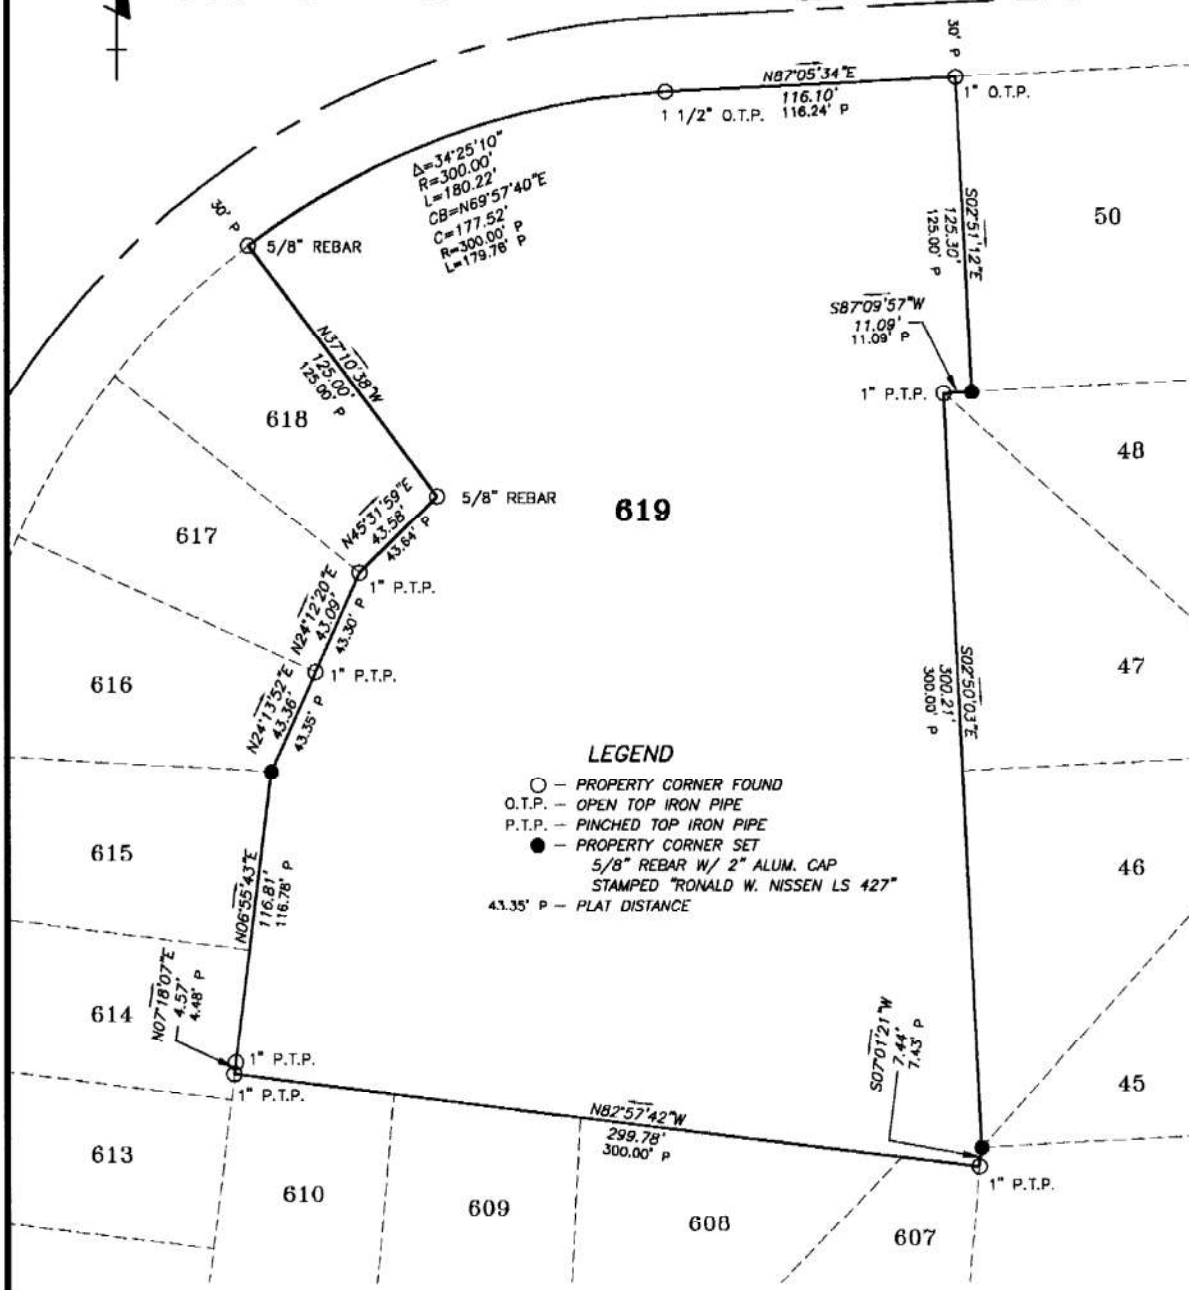 30' P
N87°05'34"E
116.10'
116.24' P
1 1/2" O.T.P.
1" O.T.P.
Δ=34°25'10"
R=300.00'
L=180.22'
CB=N69°57'40"E
C=177.52'
R=300.00' P
L=179.78' P
30' P
5/8" REBAR
S02°51'12"E
125.30'
125.00' P
50
S87°09'57"W
11.09'
11.09' P
N37°10'38"W
125.00'
125.00' P
1" P.T.P.
618
48
5/8" REBAR
619
N45°31'59"E
43.58'
43.64' P
617
1" P.T.P.
N24°12'20"E
43.09'
43.30' P
1" P.T.P.
616
N24°13'52"E
43.36'
43.35' P
47
S02°50'03"E
300.21'
300.00' P
LEGEND
– PROPERTY CORNER FOUND
O.T.P. – OPEN TOP IRON PIPE
P.T.P. – PINCHED TOP IRON PIPE
– PROPERTY CORNER SET
5/8" REBAR W/ 2" ALUM. CAP
STAMPED "RONALD W. NISSEN LS 427"
43.35' P – PLAT DISTANCE
615
46
N06°55'43"E
116.81'
116.78' P
N07°18'07"E
4.57'
4.48' P
614
1" P.T.P.
1" P.T.P.
S07°01'21"W
7.44'
7.43' P
45
N82°57'42"W
299.78'
300.00' P
613
1" P.T.P.
610
609
608
607